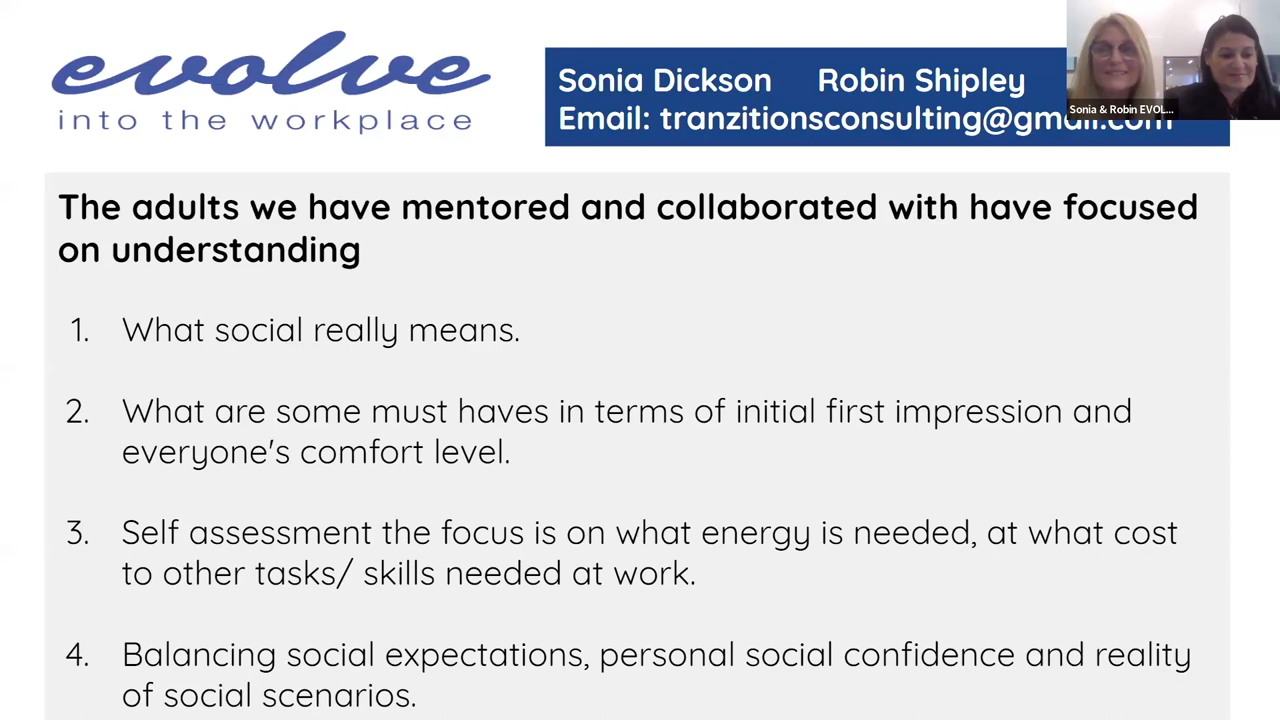 evolve
into the workplace
Sonia Dickson Robin Shipley
Email: tranzitionsconsulting@gmail.com
Sonia & Robin EVOL...
The adults we have mentored and collaborated with have focused
on understanding
1. What social really means.
2. What are some must haves in terms of initial first impression and
everyone's comfort level.
3. Self assessment the focus is on what energy is needed, at what cost
to other tasks/ skills needed at work.
4. Balancing social expectations, personal social confidence and reality
of social scenarios.